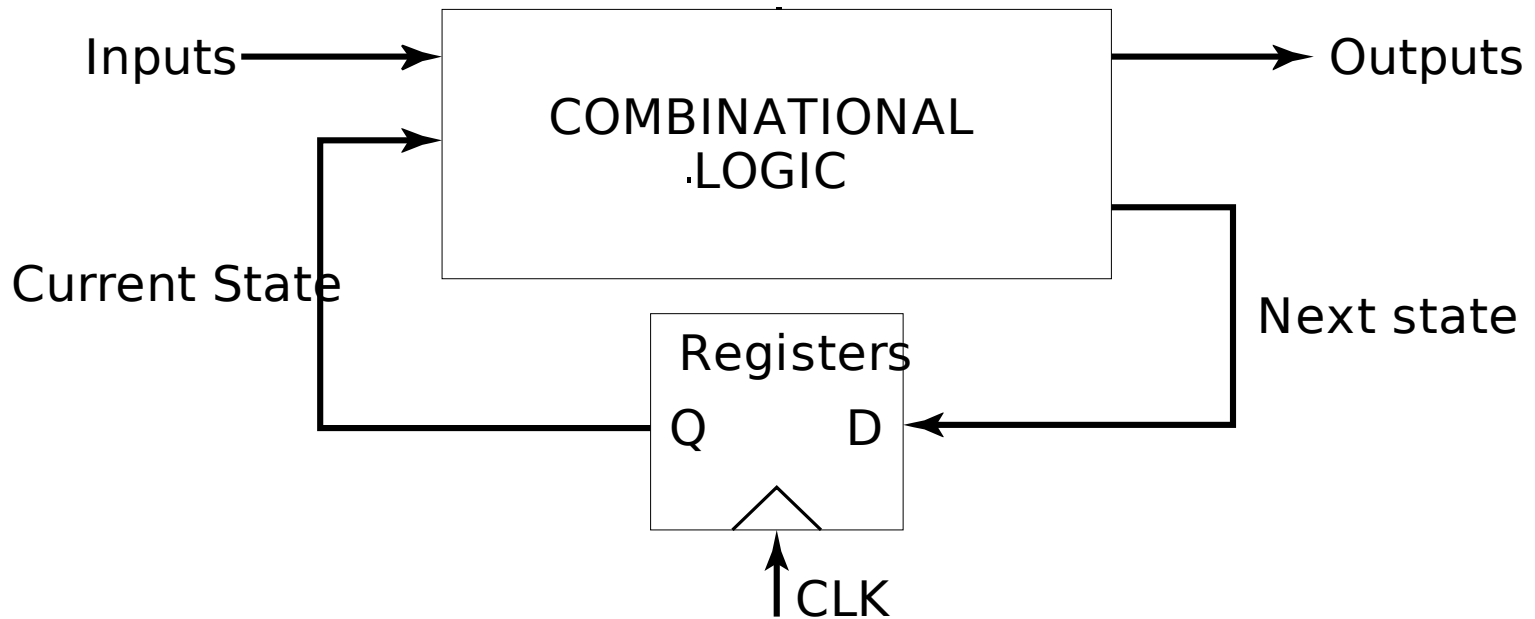 Inputs
Outputs
COMBINATIONAL
LOGIC
Current State
Next state
Registers
Q
D
CLK